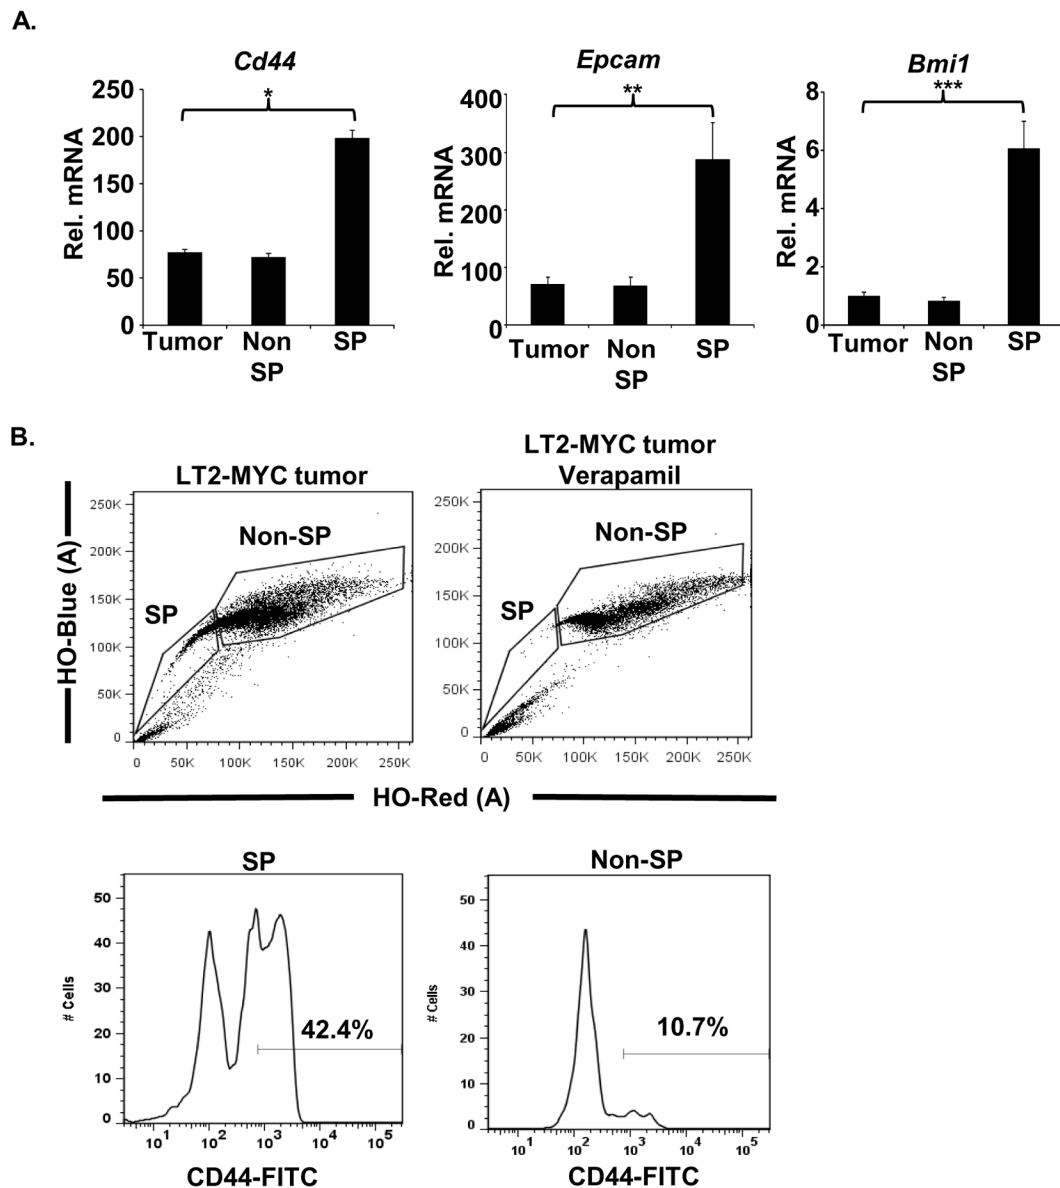 A.
Cd44
Epcam
Bmi1
*
**
***
Rel. mRNA
250
200
150
100
50
0
Tumor
Non
SP
SP
Rel. mRNA
400
300
200
100
0
Tumor
Non
SP
SP
Rel. mRNA
8
6
4
2
0
Tumor
Non
SP
SP
B.
LT2-MYC tumor
LT2-MYC tumor
Verapamil
HO-Blue (A)
250K
200K
150K
100K
50K
0
Non-SP
SP
0 50K 100K 150K 200K 250K
250K
200K
150K
100K
50K
0
Non-SP
SP
0 50K 100K 150K 200K 250K
HO-Red (A)
SP
# Cells
50
40
30
20
10
0
42.4%
10^1 10^2 10^3 10^4 10^5
CD44-FITC
Non-SP
# Cells
50
40
30
20
10
0
10.7%
10^1 10^2 10^3 10^4 10^5
CD44-FITC